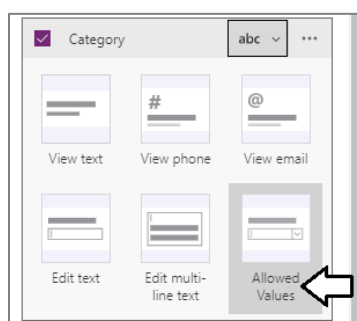 Category abc ...
# @
View text View phone View email
Edit text Edit multi- Allowed
line text Values